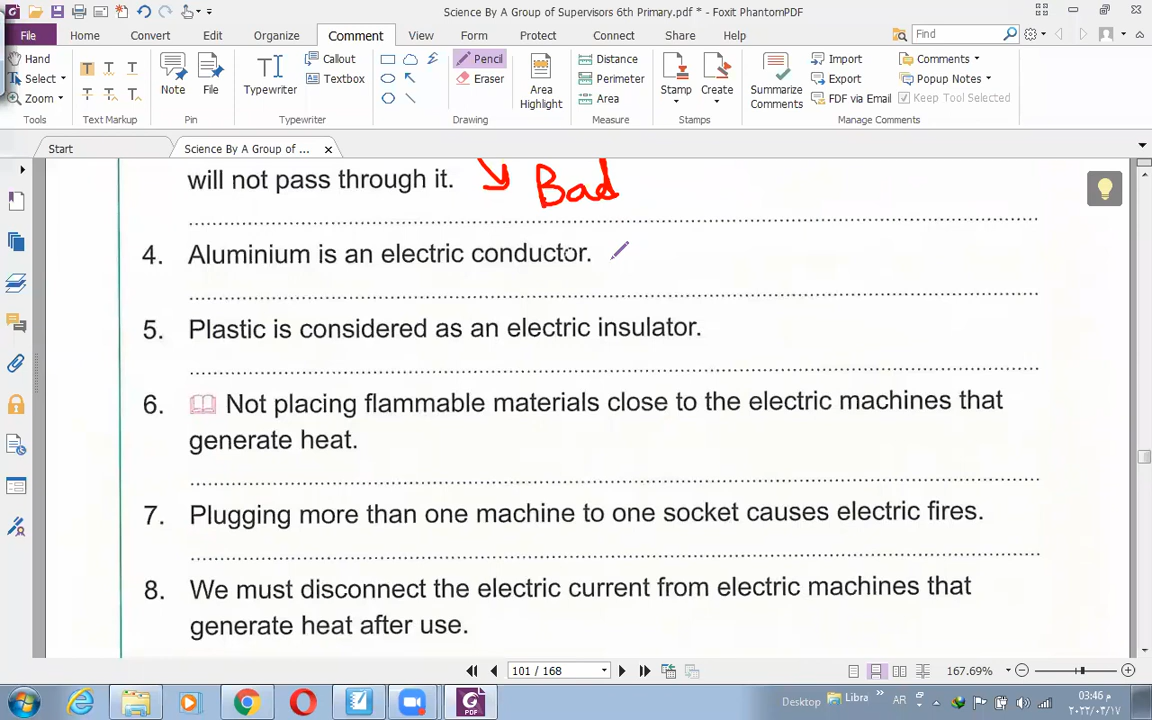 Science By A Group of Supervisors 6th Primary.pdf * - Foxit PhantomPDF
File Home Convert Edit Organize Comment View Form Protect Connect Share Help Find
Hand
Select
Zoom
Tools
Text Markup
Note
File
Pin
Typewriter
Callout
Textbox
Typewriter
Pencil
Eraser
Drawing
Area Highlight
Distance
Perimeter
Area
Measure
Stamp
Create
Stamps
Summarize Comments
Import
Export
FDF via Email
Comments
Popup Notes
Keep Tool Selected
Manage Comments
Start Science By A Group of ...
will not pass through it. Bad
4. Aluminium is an electric conductor.
5. Plastic is considered as an electric insulator.
6. Not placing flammable materials close to the electric machines that
generate heat.
7. Plugging more than one machine to one socket causes electric fires.
8. We must disconnect the electric current from electric machines that
generate heat after use.
101 / 168 167.69%
Desktop Libra AR 03:46 م
٢٠٢٢/٠٣/١٧